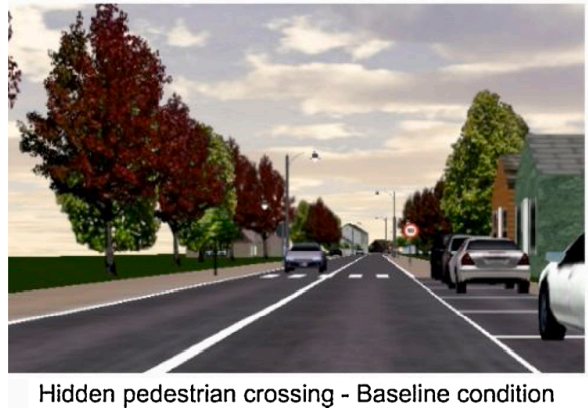 Hidden pedestrian crossing - Baseline condition